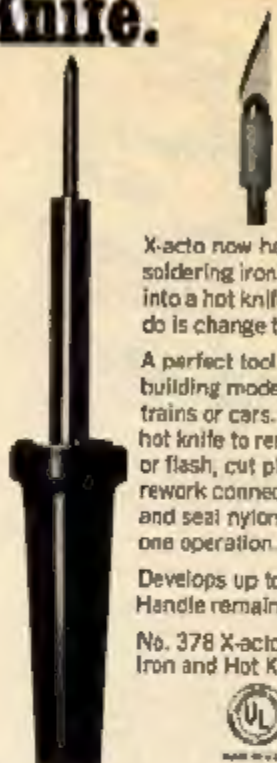 knife.
X-acto now ha
soldering iron
into a hot knif
do is change t
A perfect tool
building mode
trains or cars.
hot knife to re
or flash, cut p
rework connec
and seal nylon
one operation.
Develops up to
Handle remain
No. 378 X-acto
Iron and Hot K
UL